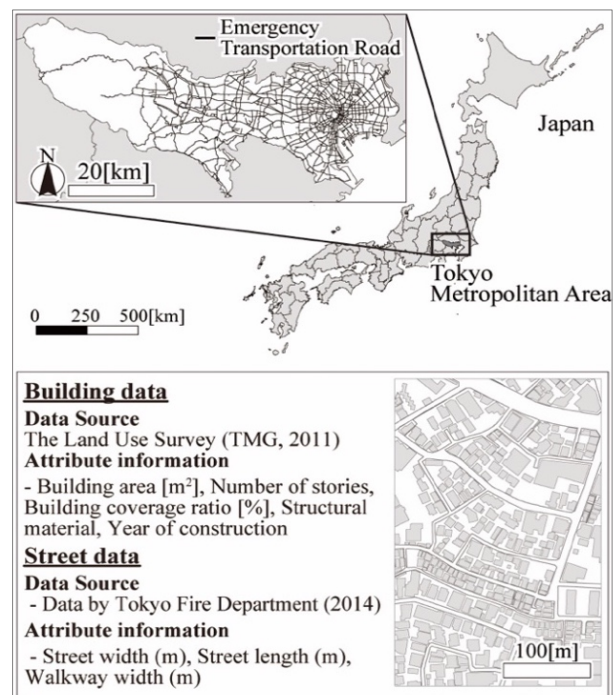 Emergency
Transportation Road
N
20[km]
Japan
Tokyo
Metropolitan Area
0 250 500[km]
Building data
Data Source
The Land Use Survey (TMG, 2011)
Attribute information
- Building area [m²], Number of stories,
Building coverage ratio [%], Structural
material, Year of construction
Street data
Data Source
- Data by Tokyo Fire Department (2014)
Attribute information
- Street width (m), Street length (m),
Walkway width (m)
100[m]